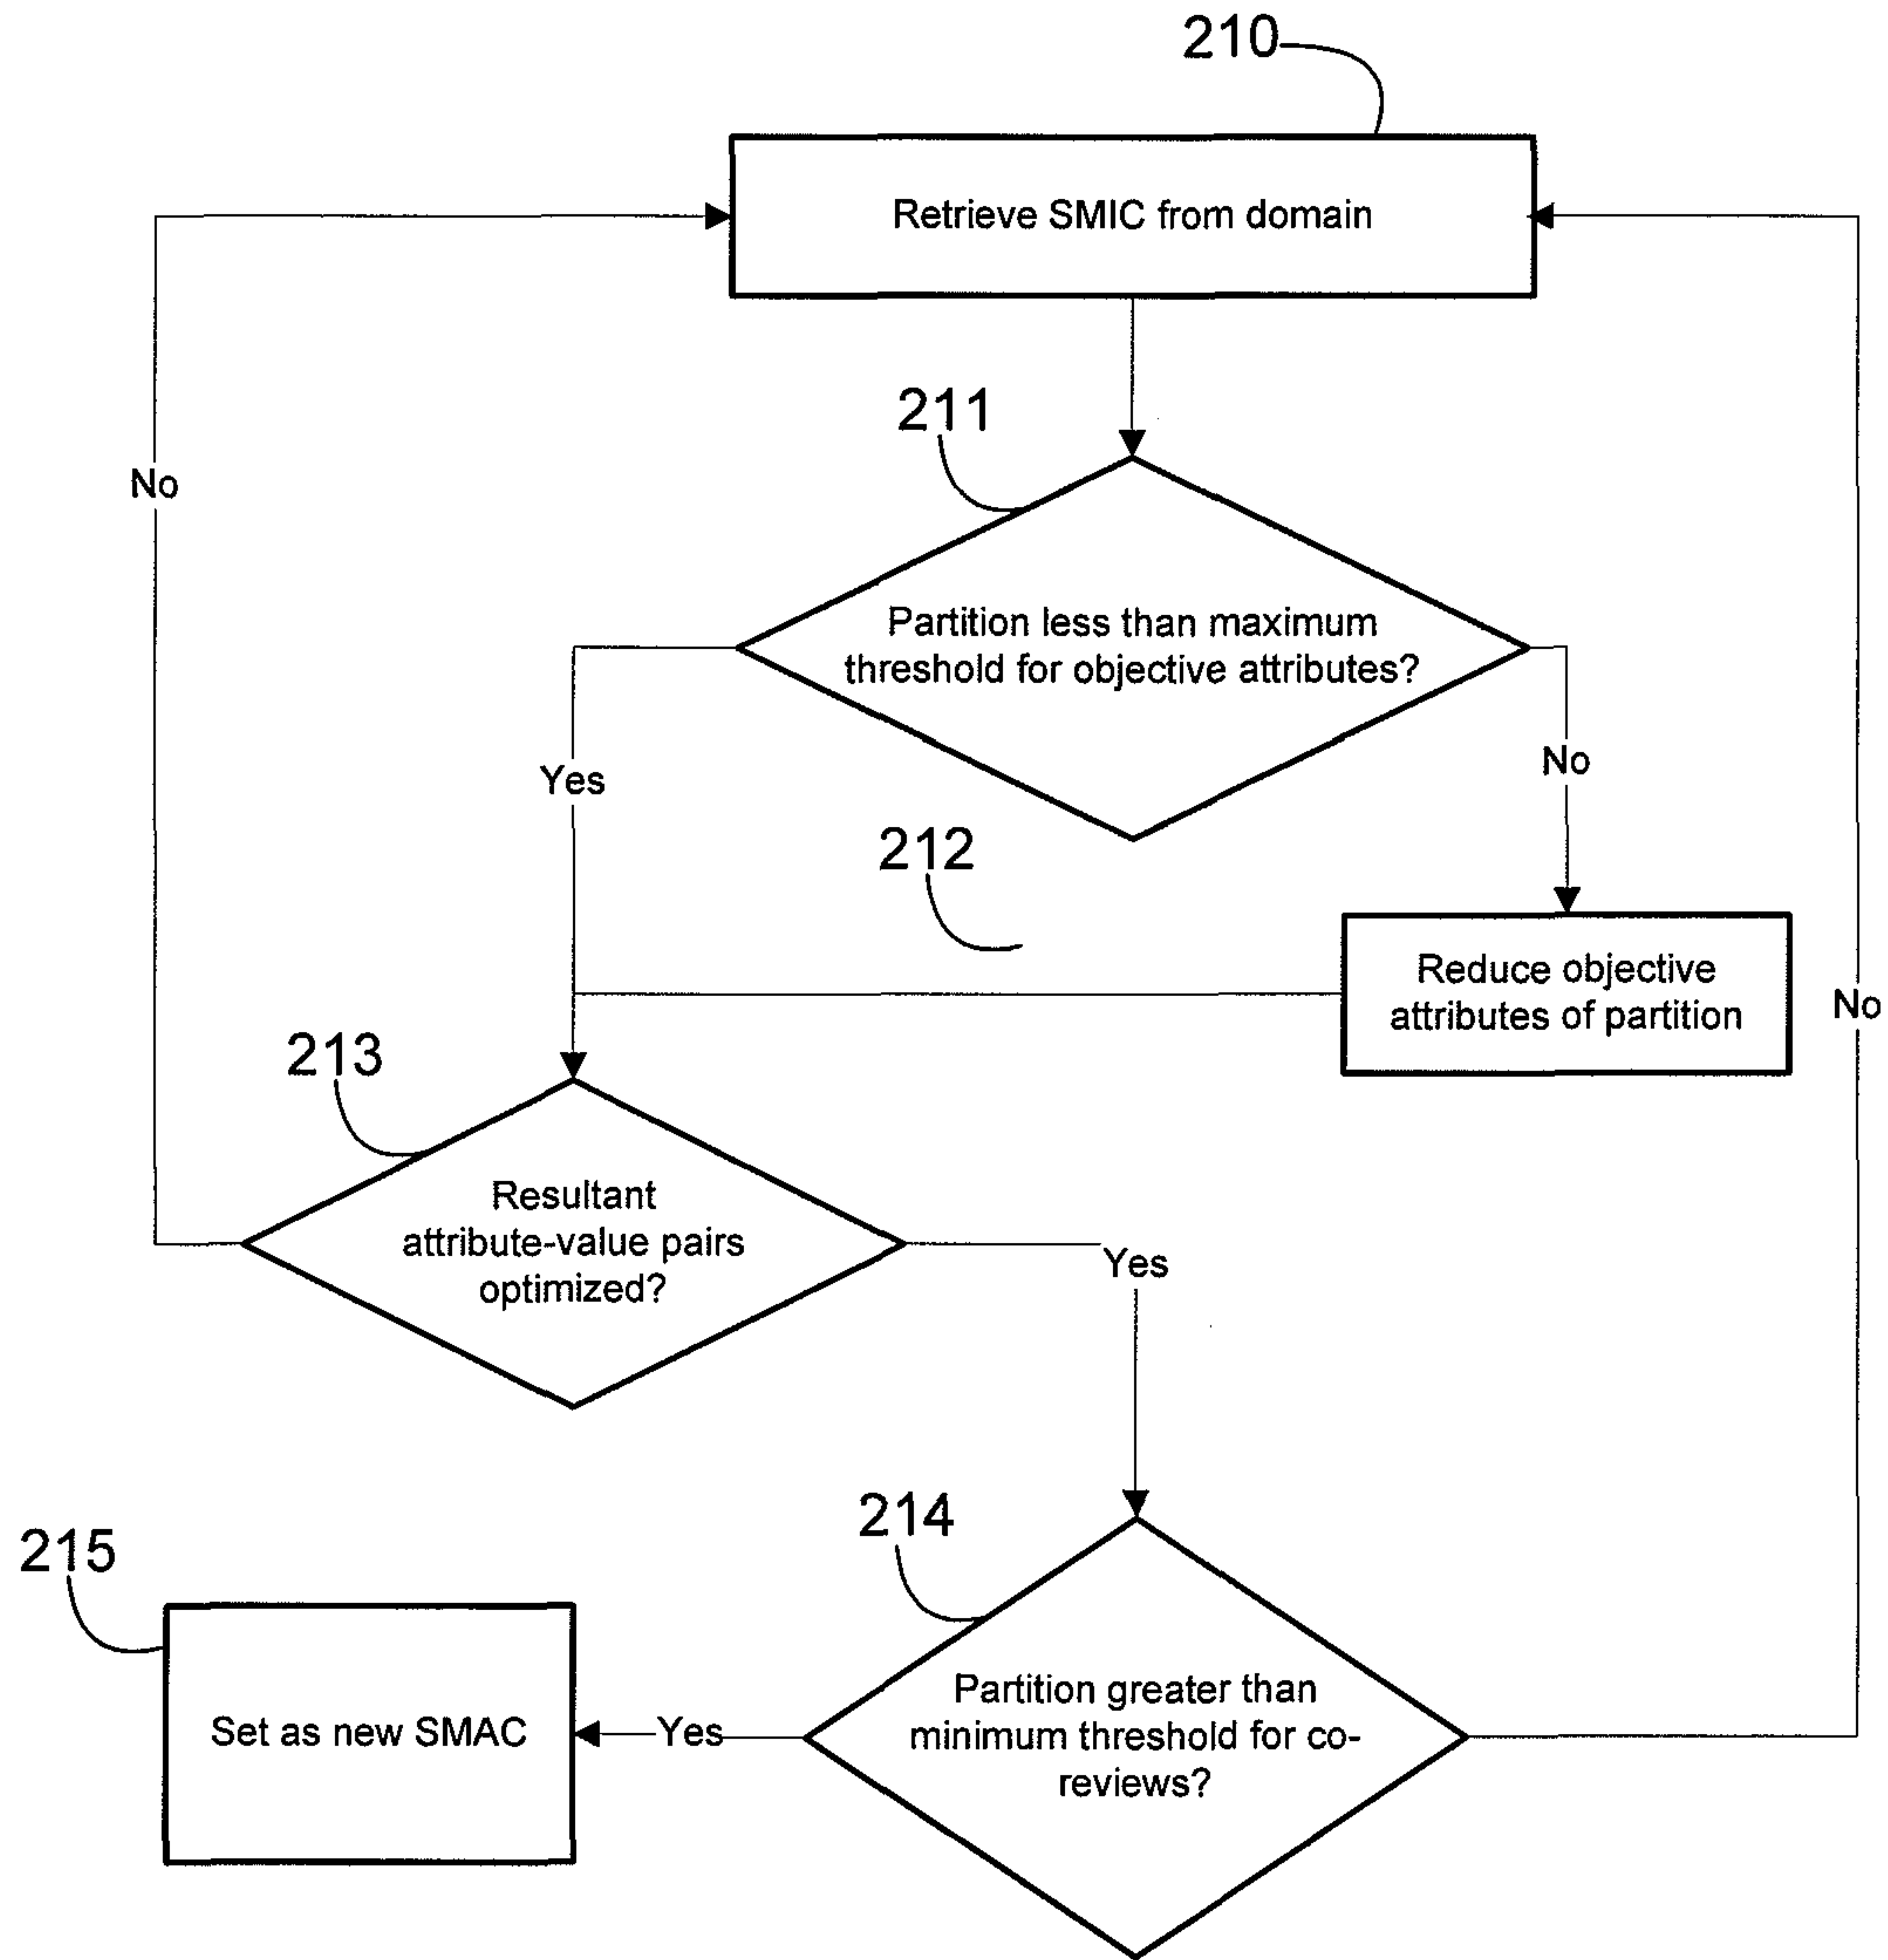 210
Retrieve SMIC from domain
211
No
Partition less than maximum
threshold for objective attributes?
Yes
No
212
Reduce objective
attributes of partition
No
213
Resultant
attribute-value pairs
optimized?
Yes
214
215
Partition greater than
minimum threshold for co-
reviews?
Yes
Set as new SMAC